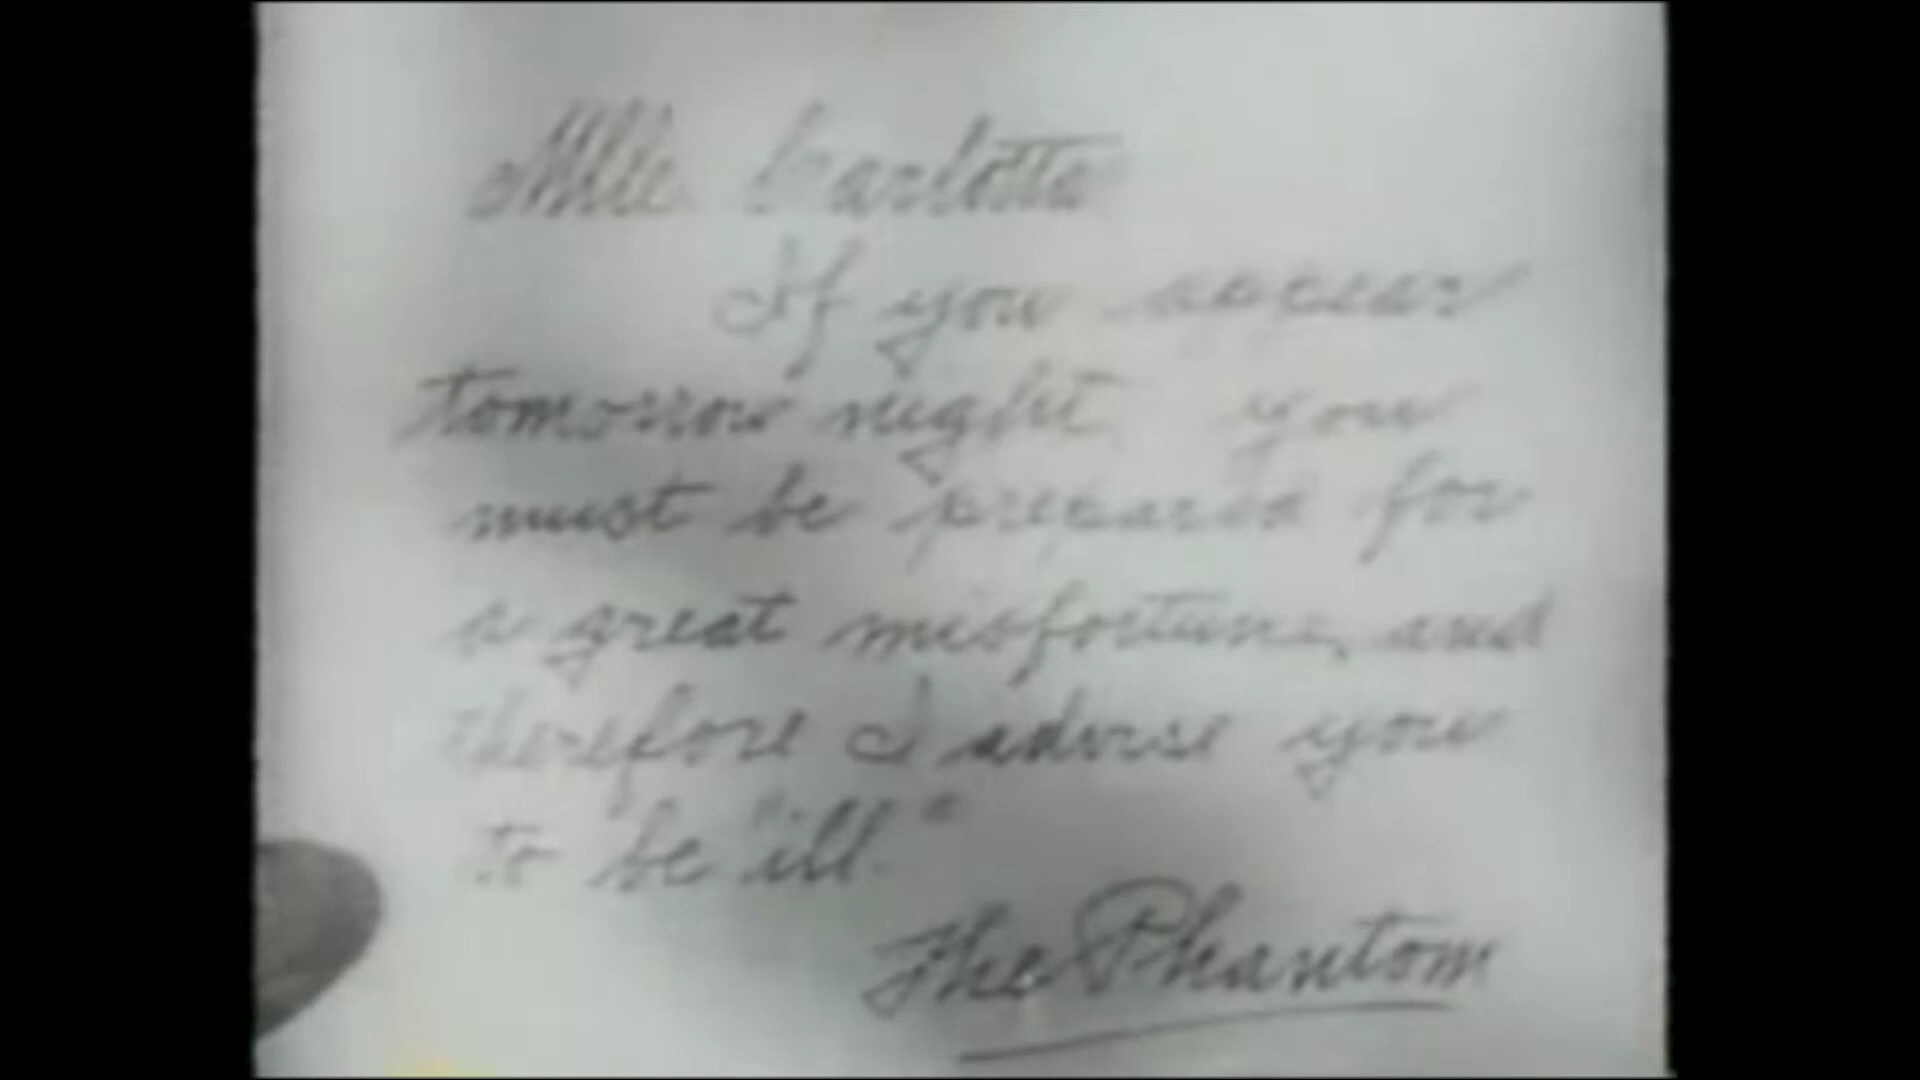 Mlle. Carlotta
If you appear
tomorrow night, you
must be prepared for
a great misfortune, and
therefore I advise you
to be "ill."
The Phantom